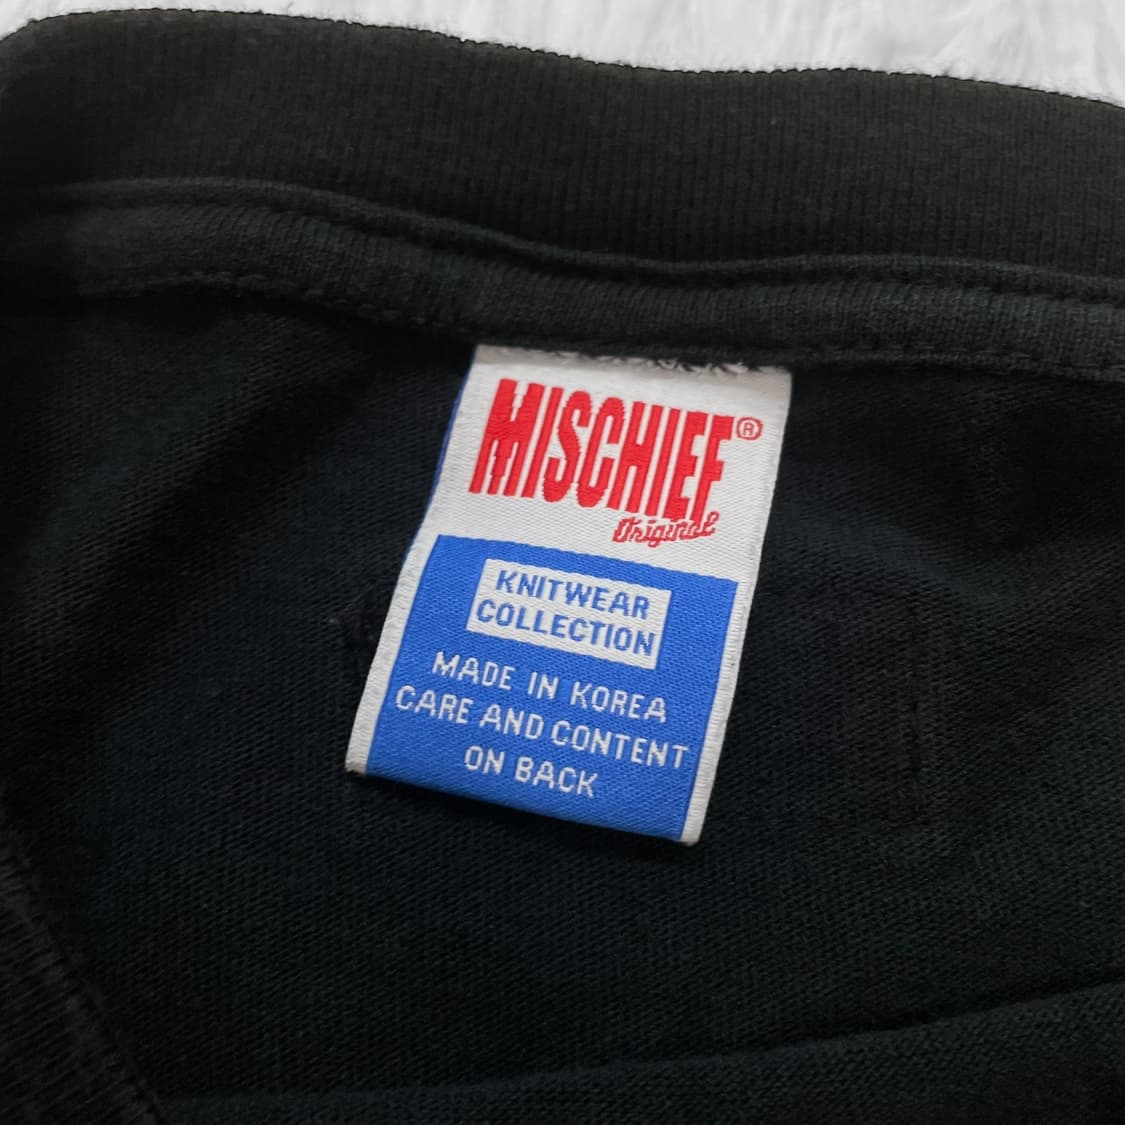 MISCHIEF®
Original
KNITWEAR
COLLECTION
MADE IN KOREA
CARE AND CONTENT
ON BACK